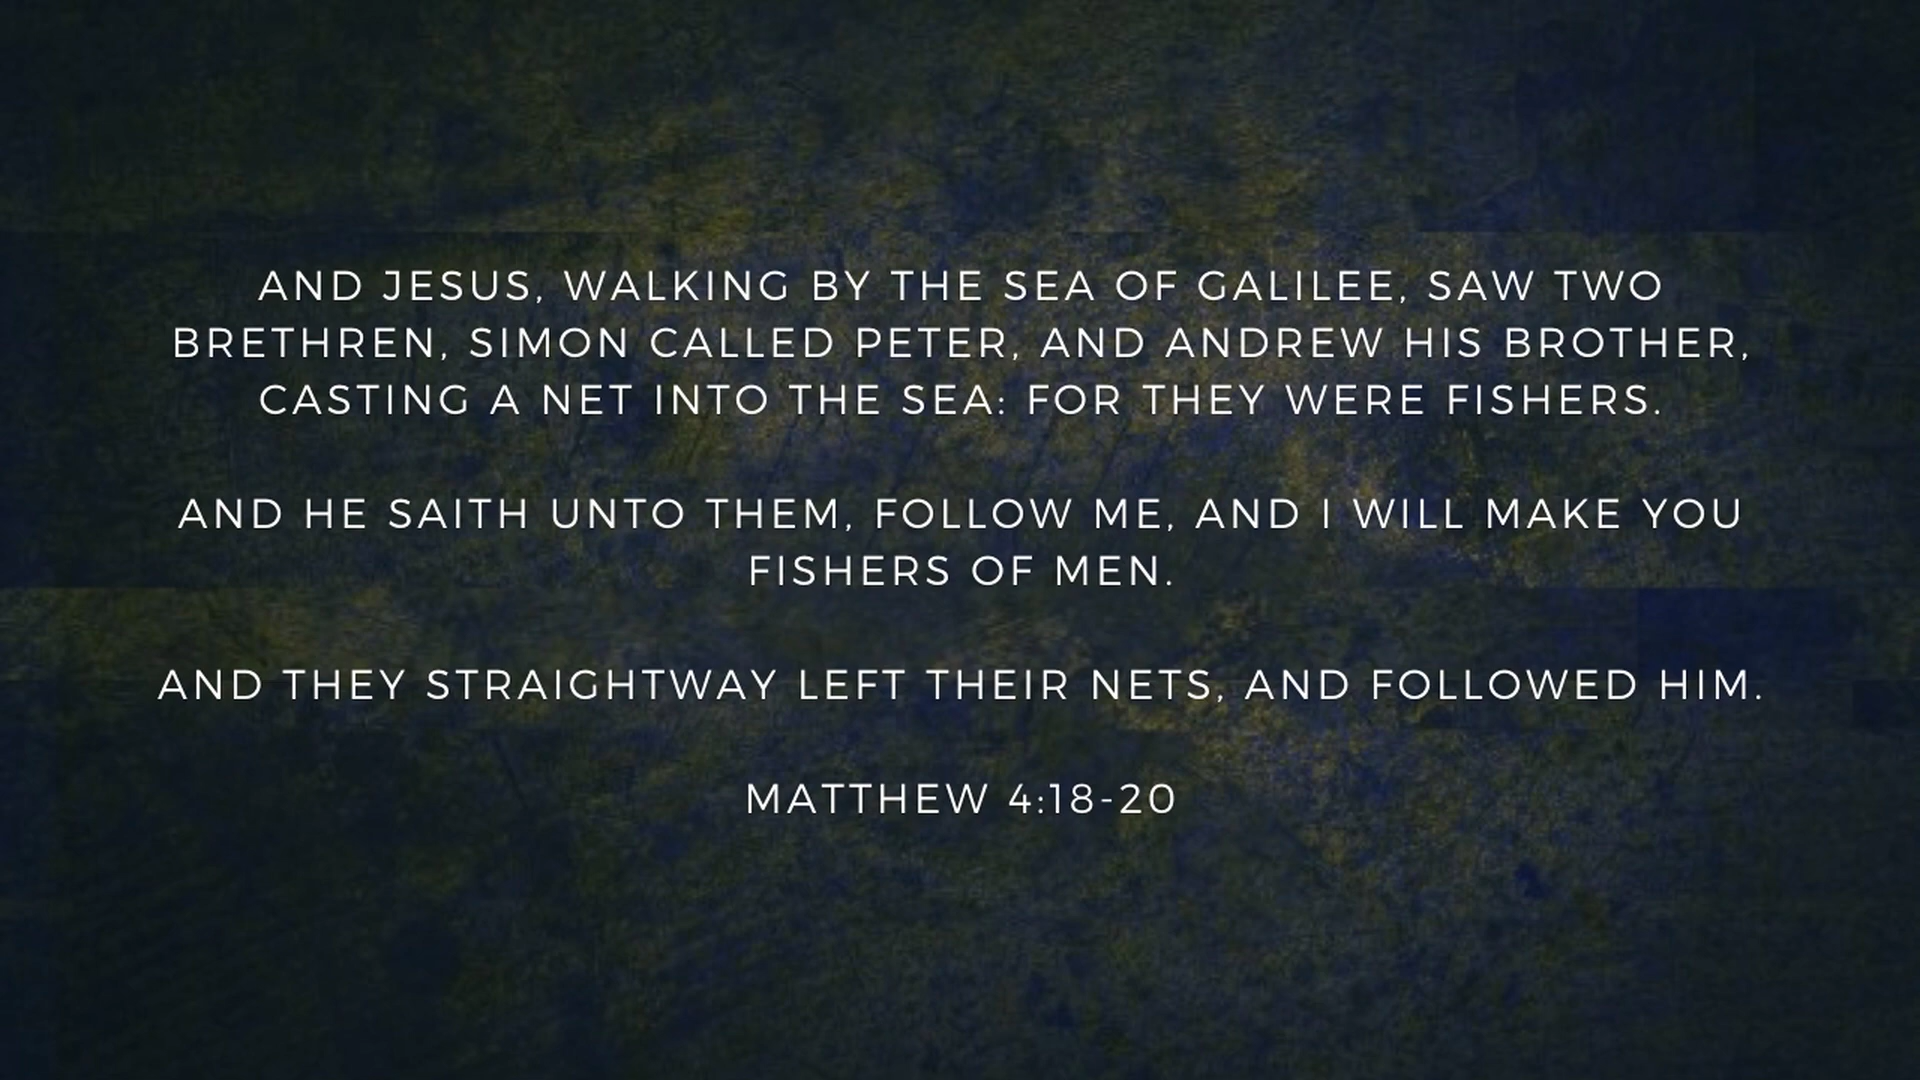 AND JESUS, WALKING BY THE SEA OF GALILEE, SAW TWO
BRETHREN, SIMON CALLED PETER, AND ANDREW HIS BROTHER,
CASTING A NET INTO THE SEA: FOR THEY WERE FISHERS.
AND HE SAITH UNTO THEM, FOLLOW ME, AND I WILL MAKE YOU
FISHERS OF MEN.
AND THEY STRAIGHTWAY LEFT THEIR NETS, AND FOLLOWED HIM.
MATTHEW 4:18-20